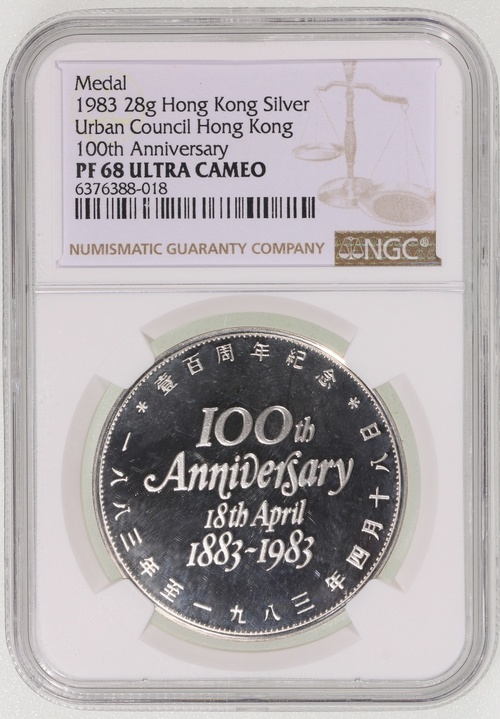 Medal
1983 28g Hong Kong Silver
Urban Council Hong Kong
100th Anniversary
PF 68 ULTRA CAMEO
6376388-018
NUMISMATIC GUARANTY COMPANY
NGC®
* 壹百周年紀念 *
100th
Anniversary
18th April
1883-1983
一八八三年至一九八三年四月十八日